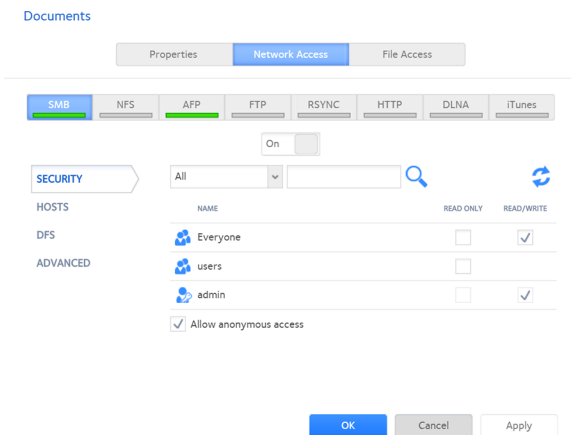 Documents
Properties Network Access File Access
SMB NFS AFP FTP RSYNC HTTP DLNA iTunes
On
SECURITY All
HOSTS NAME READ ONLY READ/WRITE
DFS Everyone
ADVANCED users
admin
Allow anonymous access
OK Cancel Apply